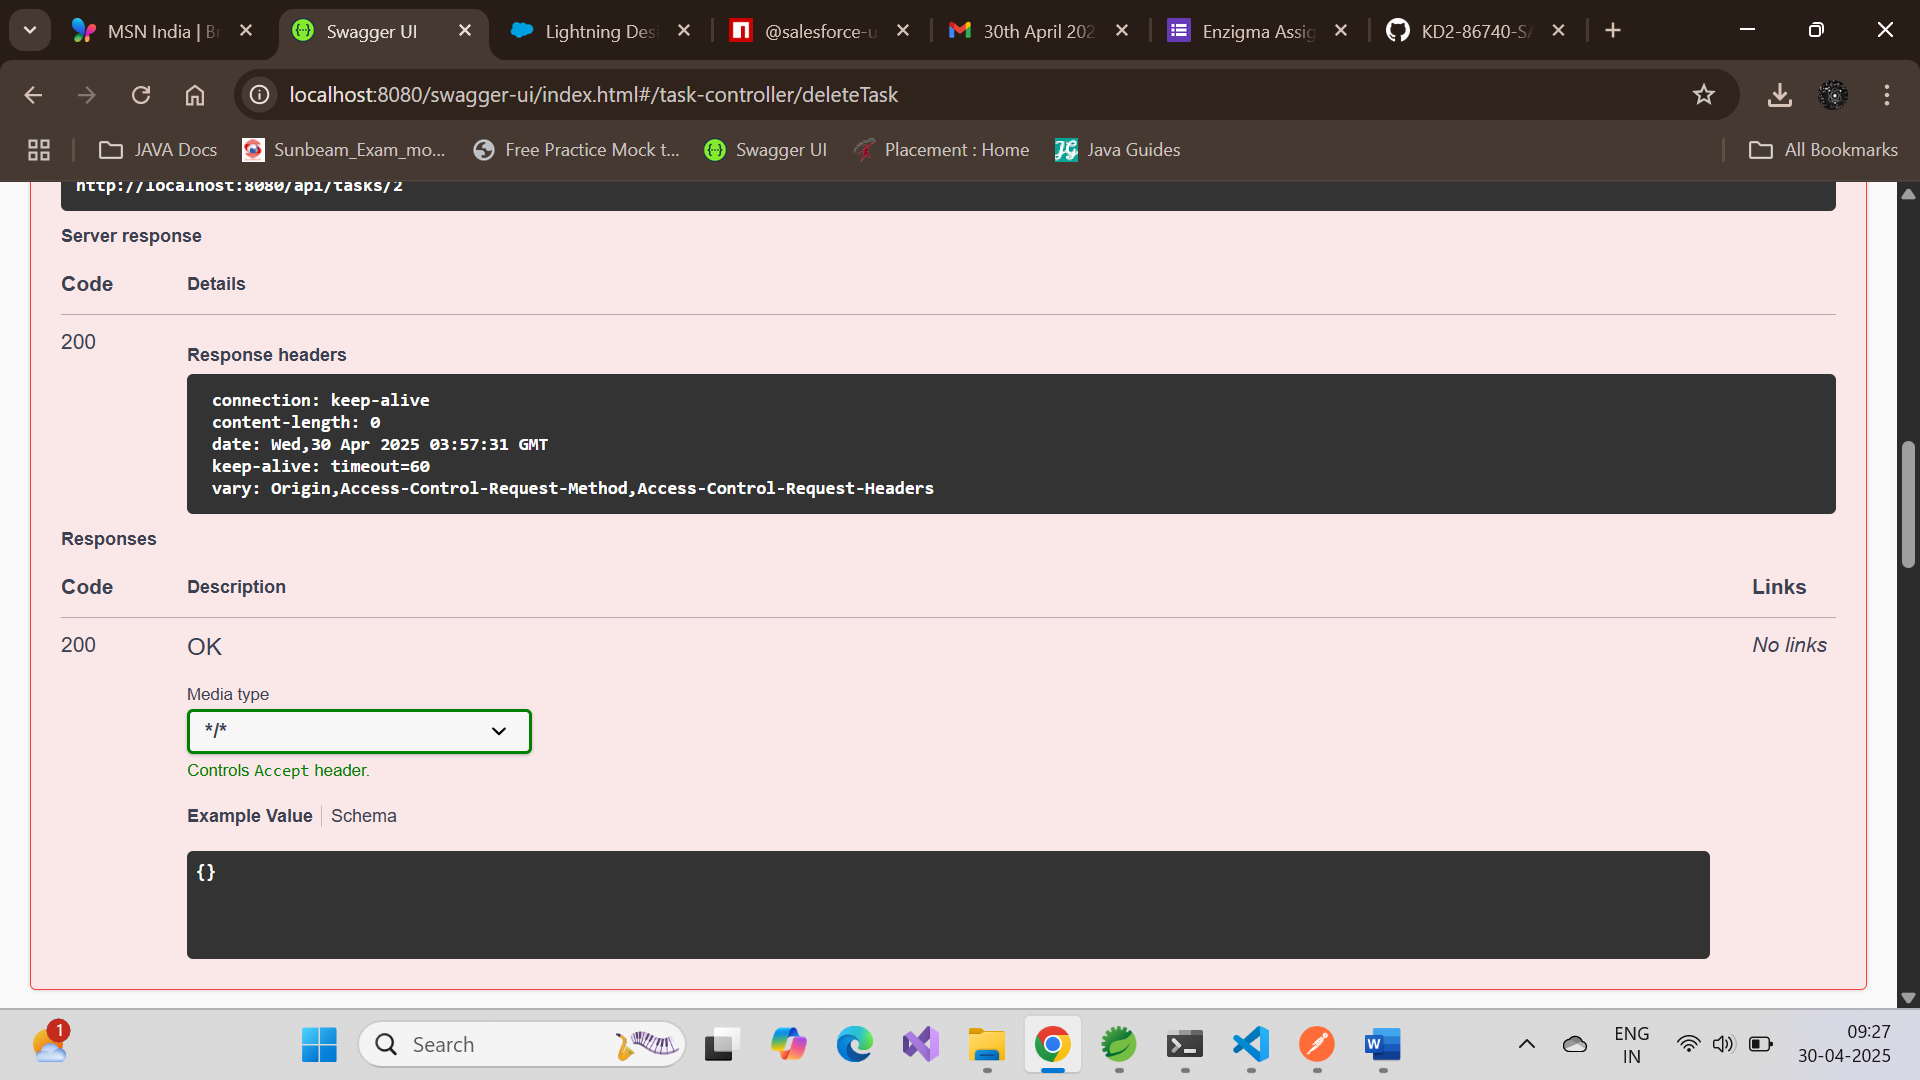 MSN India | Br
Swagger UI
Lightning Desi
@salesforce-u
30th April 202
Enzigma Assig
KD2-86740-SA
localhost:8080/swagger-ui/index.html#/task-controller/deleteTask
JAVA Docs
Sunbeam_Exam_mo...
Free Practice Mock t...
Swagger UI
Placement : Home
Java Guides
All Bookmarks
http://localhost:8080/api/tasks/2
Server response
Code
Details
200
Response headers
connection: keep-alive
content-length: 0
date: Wed,30 Apr 2025 03:57:31 GMT
keep-alive: timeout=60
vary: Origin,Access-Control-Request-Method,Access-Control-Request-Headers
Responses
Code
Description
Links
200
OK
No links
Media type
*/*
Controls Accept header.
Example Value
Schema
{}
1
Search
ENG
IN
09:27
30-04-2025